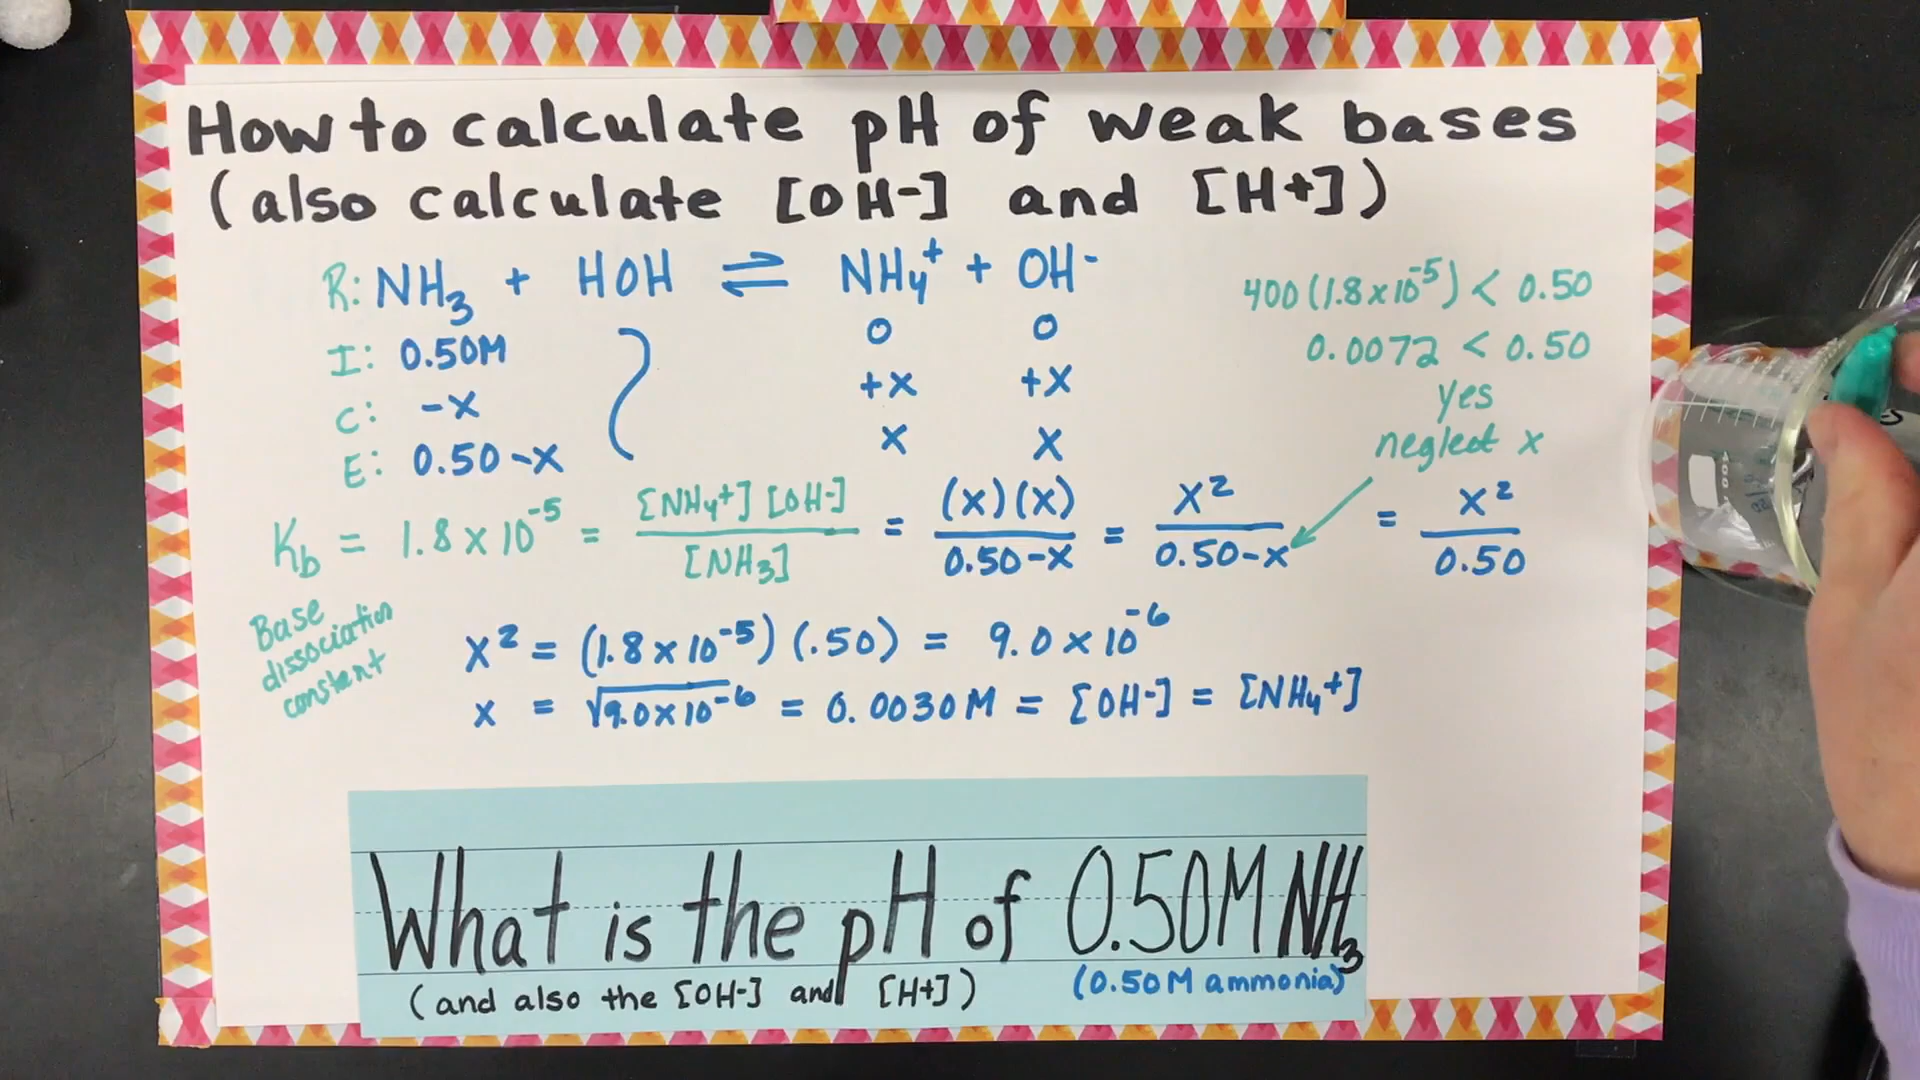 How to calculate pH of weak bases
(also calculate [OH-] and [H+])
R: NH₃ + HOH ⇌ NH₄⁺ + OH⁻
I: 0.50M 0 0
C: -x +x +x
E: 0.50-x x x
400(1.8x10⁻⁵) < 0.50
0.0072 < 0.50
yes
neglect x
Kb = 1.8x10⁻⁵ = [NH₄⁺][OH⁻]/[NH₃] = (x)(x)/0.50-x = x²/0.50-x = x²/0.50
Base
dissociation
constent
x² = (1.8x10⁻⁵)(.50) = 9.0x10⁻⁶
x = √9.0x10⁻⁶ = 0.0030M = [OH⁻] = [NH₄⁺]
What is the pH of 0.50M NH₃
(and also the [OH-] and [H+]) (0.50M ammonia)